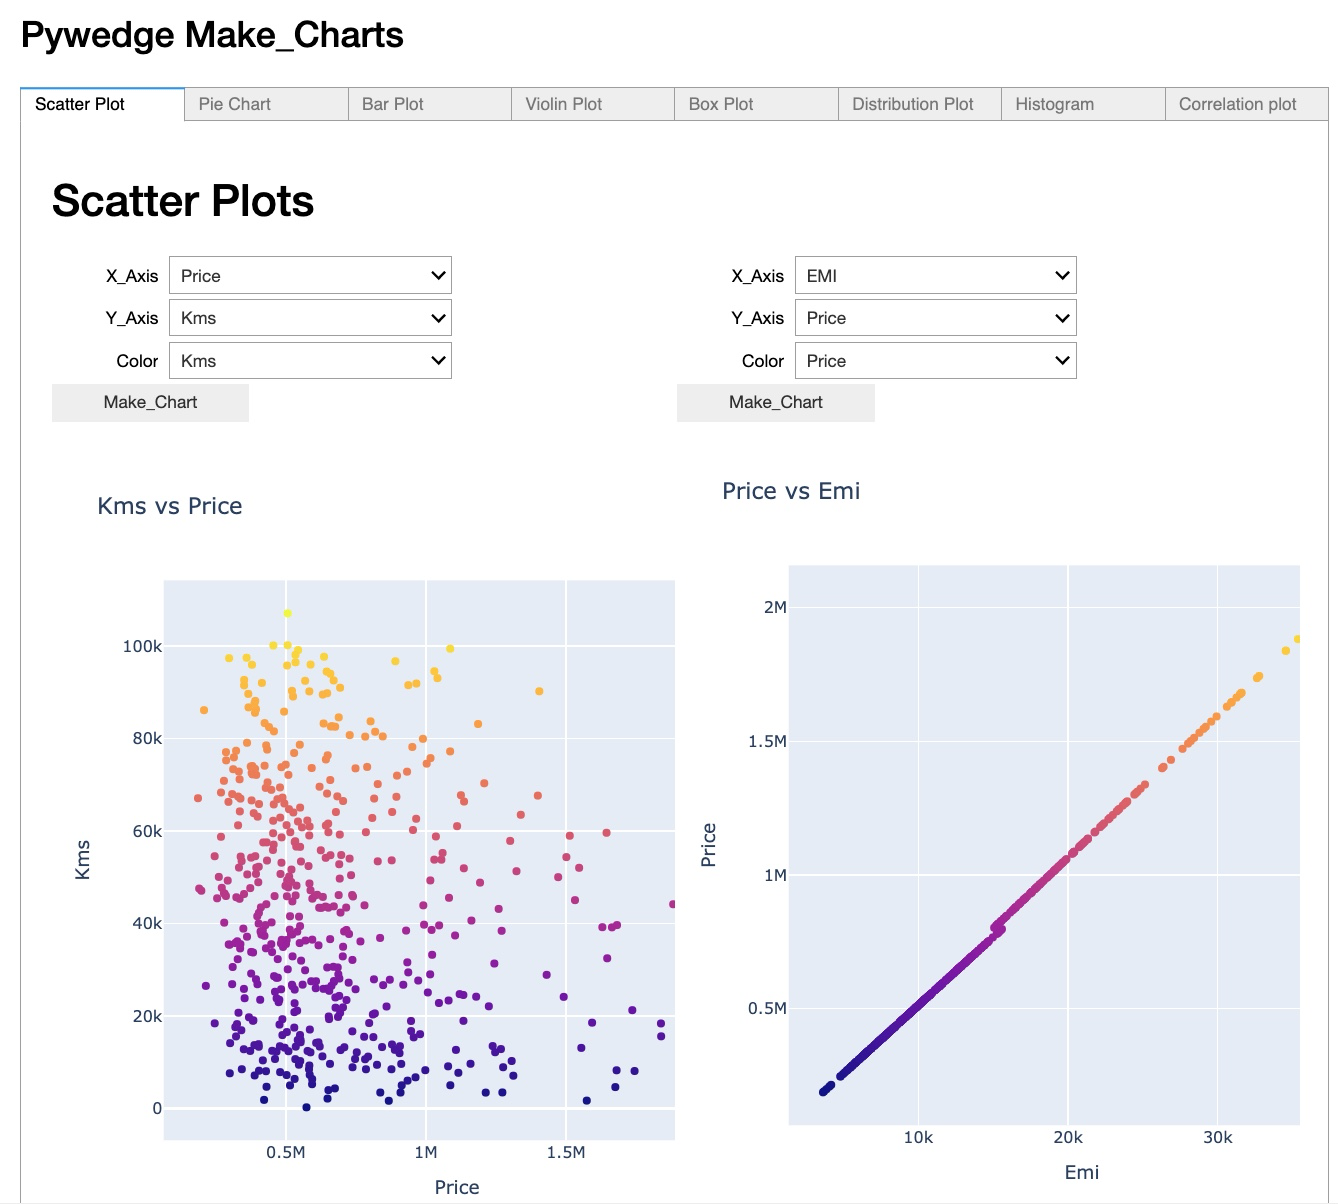 Pywedge Make_Charts
Scatter Plot Pie Chart Bar Plot Violin Plot Box Plot Distribution Plot Histogram Correlation plot
Scatter Plots
X_Axis Price
Y_Axis Kms
Color Kms
Make_Chart
X_Axis EMI
Y_Axis Price
Color Price
Make_Chart
Kms vs Price
100k
80k
60k
40k
20k
0
Kms
0.5M 1M 1.5M
Price
Price vs Emi
2M
1.5M
1M
0.5M
Price
10k 20k 30k
Emi